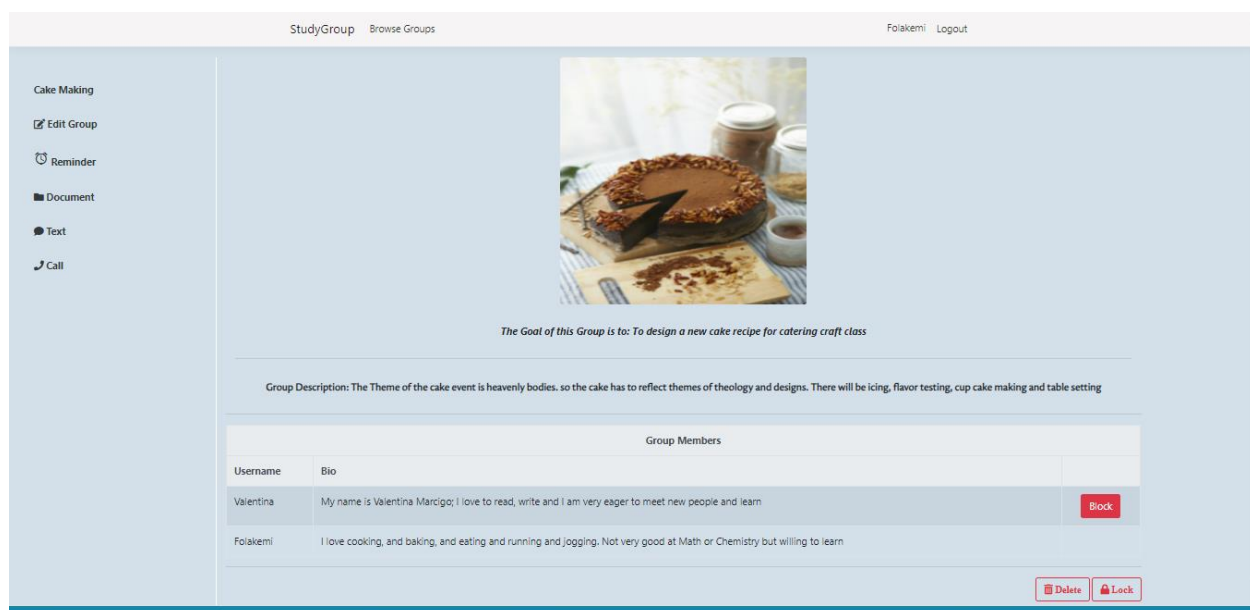 StudyGroup Browse Groups Folakemi Logout
Cake Making
Edit Group
Reminder
Document
Text
Call
The Goal of this Group is to: To design a new cake recipe for catering craft class
Group Description: The Theme of the cake event is heavenly bodies. so the cake has to reflect themes of theology and designs. There will be icing, flavor testing, cup cake making and table setting
Group Members
Username Bio
Valentina My name is Valentina Marcigo; I love to read, write and I am very eager to meet new people and learn Block
Folakemi I love cooking, and baking, and eating and running and jogging. Not very good at Math or Chemistry but willing to learn
Delete Lock